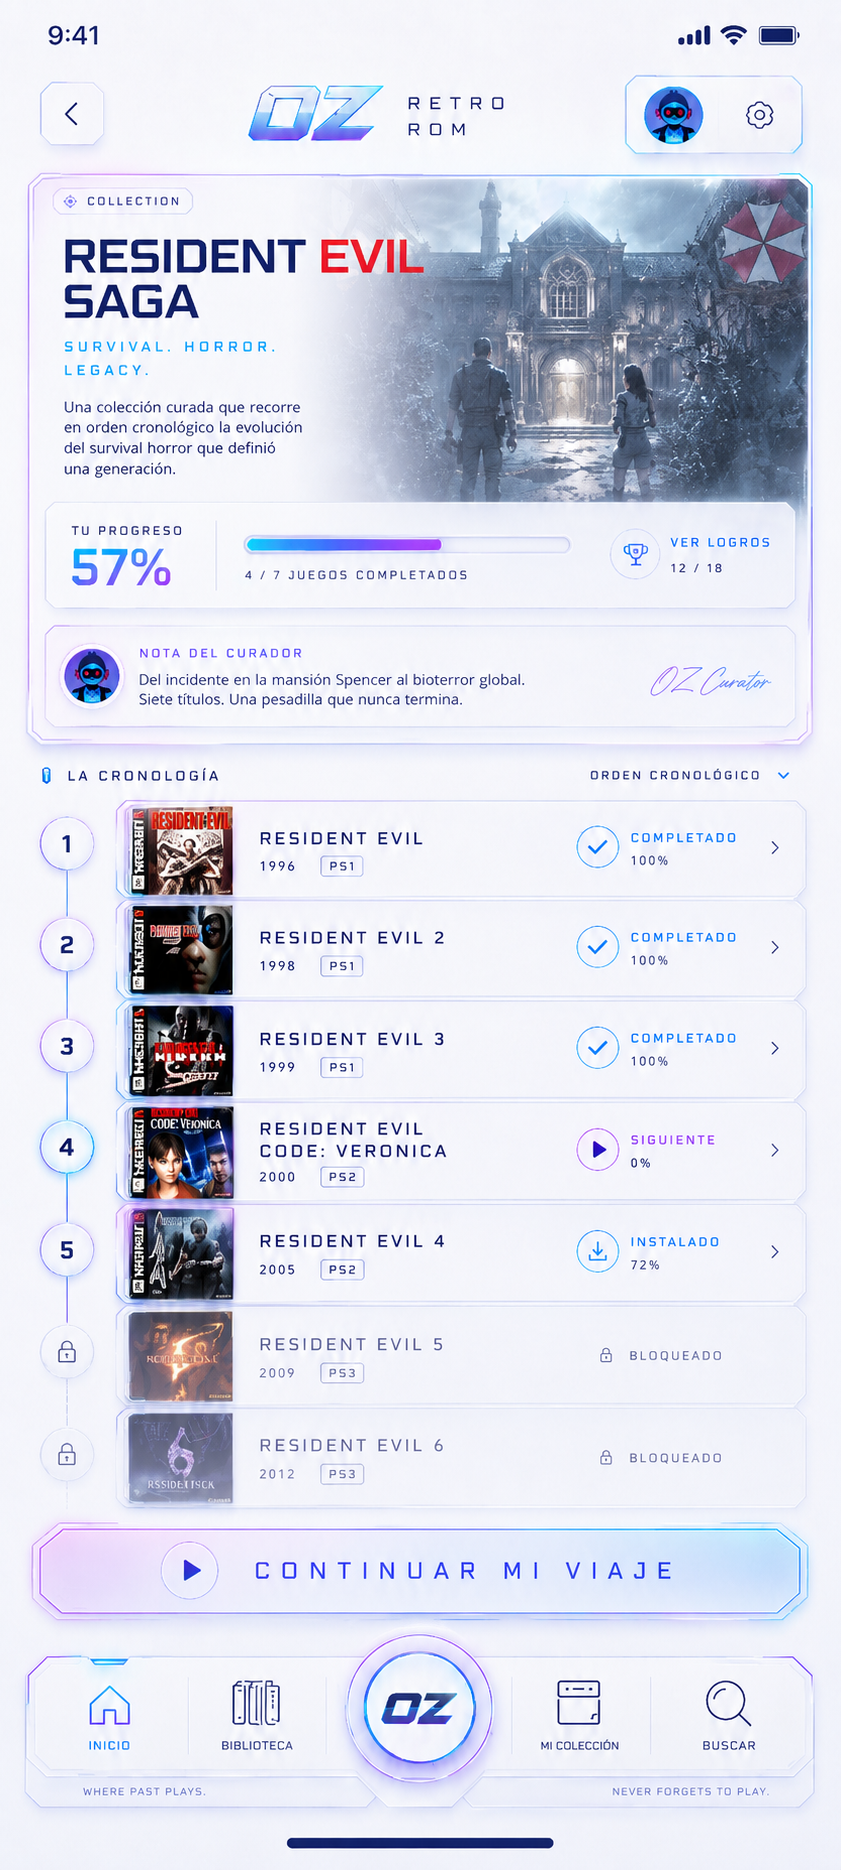 9:41
OZ RETRO
ROM
COLLECTION
RESIDENT EVIL
SAGA
SURVIVAL. HORROR.
LEGACY.
Una colección curada que recorre
en orden cronológico la evolución
del survival horror que definió
una generación.
TU PROGRESO
57%
4 / 7 JUEGOS COMPLETADOS
VER LOGROS
12 / 18
NOTA DEL CURADOR
Del incidente en la mansión Spencer al bioterror global.
Siete títulos. Una pesadilla que nunca termina.
OZ Curator
LA CRONOLOGÍA
ORDEN CRONOLÓGICO
1
RESIDENT EVIL
RESIDENT EVIL
1996 PS1
COMPLETADO
100%
2
RESIDENT EVIL 2
1998 PS1
COMPLETADO
100%
3
RESIDENT EVIL 3
1999 PS1
COMPLETADO
100%
4
CODE: VERONICA
RESIDENT EVIL
CODE: VERONICA
2000 PS2
SIGUIENTE
0%
5
RESIDENT EVIL 4
2005 PS2
INSTALADO
72%
RESIDENT EVIL 5
2009 PS3
BLOQUEADO
6
RESIDENT EVIL 6
2012 PS3
BLOQUEADO
CONTINUAR MI VIAJE
INICIO
BIBLIOTECA
OZ
MI COLECCIÓN
BUSCAR
WHERE PAST PLAYS.
NEVER FORGETS TO PLAY.